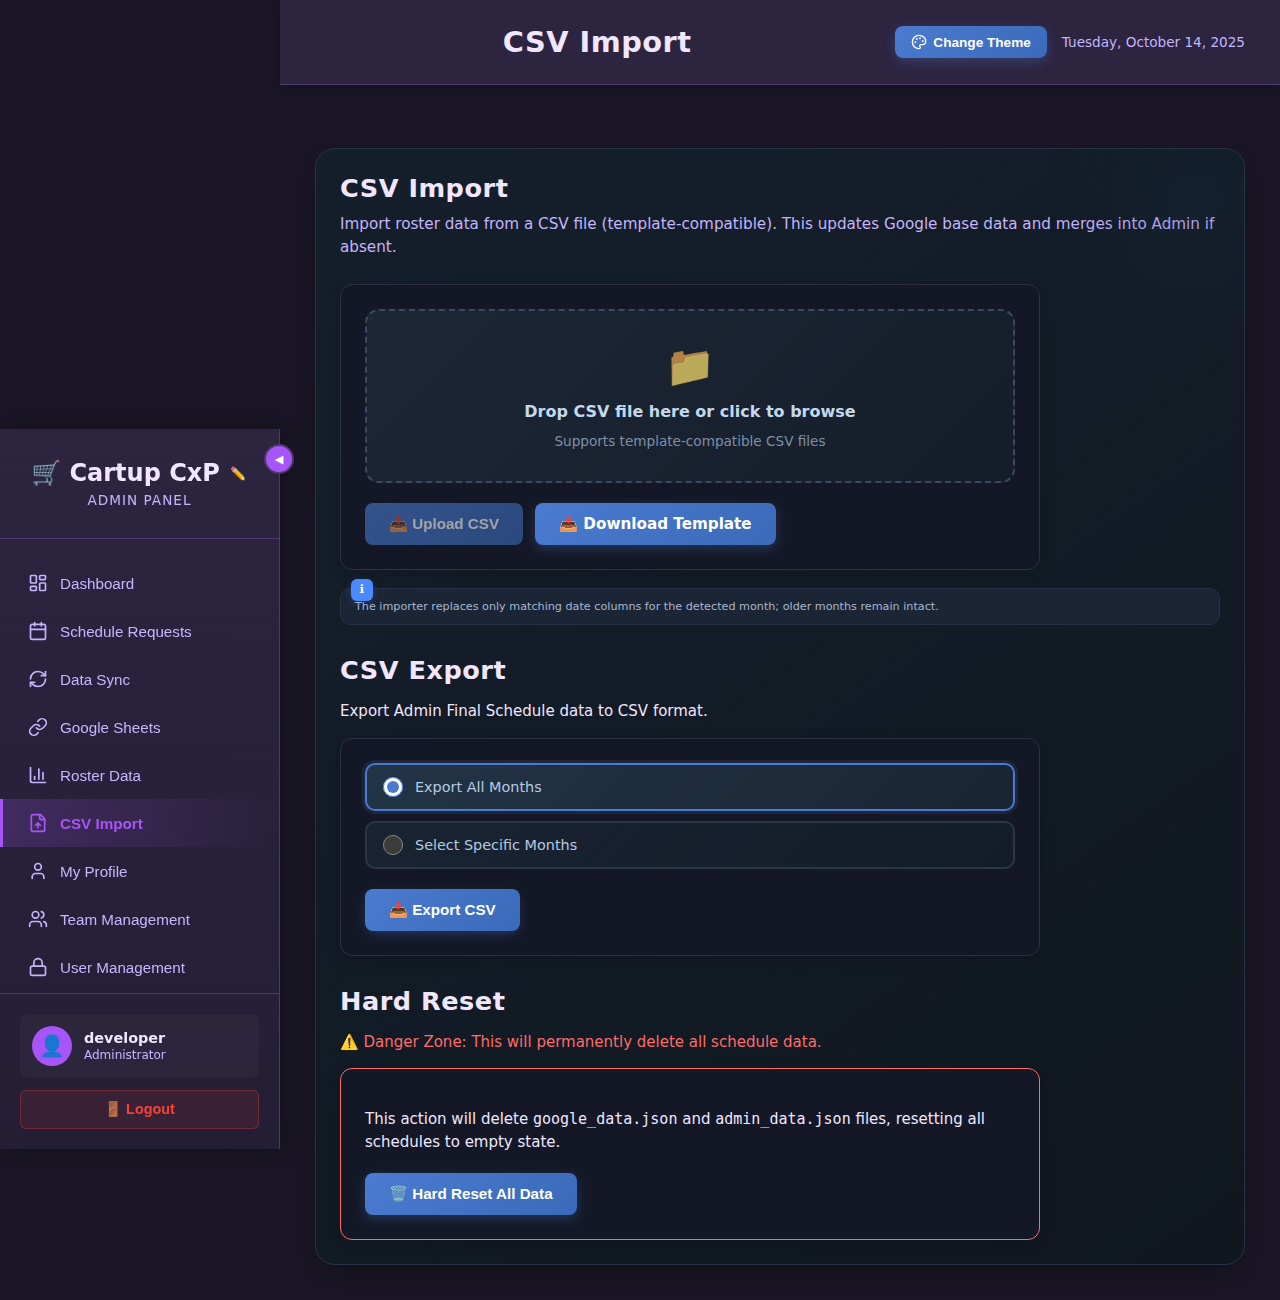 CSV Import
Change Theme
Tuesday, October 14, 2025
CSV Import
Import roster data from a CSV file (template-compatible). This updates Google base data and merges into Admin if
absent.
Drop CSV file here or click to browse
Supports template-compatible CSV files
Upload CSV
Download Template
i
The importer replaces only matching date columns for the detected month; older months remain intact.
CSV Export
Export Admin Final Schedule data to CSV format.
Export All Months
Select Specific Months
Export CSV
Hard Reset
⚠️ Danger Zone: This will permanently delete all schedule data.
This action will delete google_data.json and admin_data.json files, resetting all
schedules to empty state.
Hard Reset All Data
Cartup CxP
ADMIN PANEL
Dashboard
Schedule Requests
Data Sync
Google Sheets
Roster Data
CSV Import
My Profile
Team Management
User Management
developer
Administrator
Logout